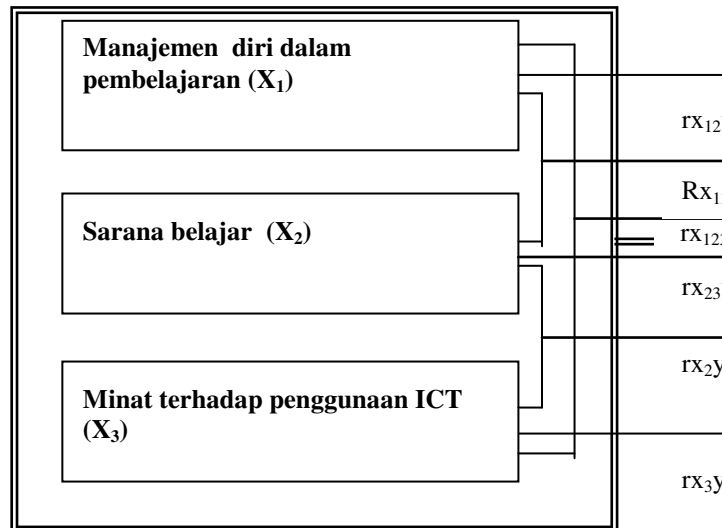 Manajemen diri dalam
pembelajaran (X₁)
rx₁₂
Sarana belajar (X₂)
rx₂₃
rx₂y
Minat terhadap penggunaan ICT
(X₃)
rx₃y